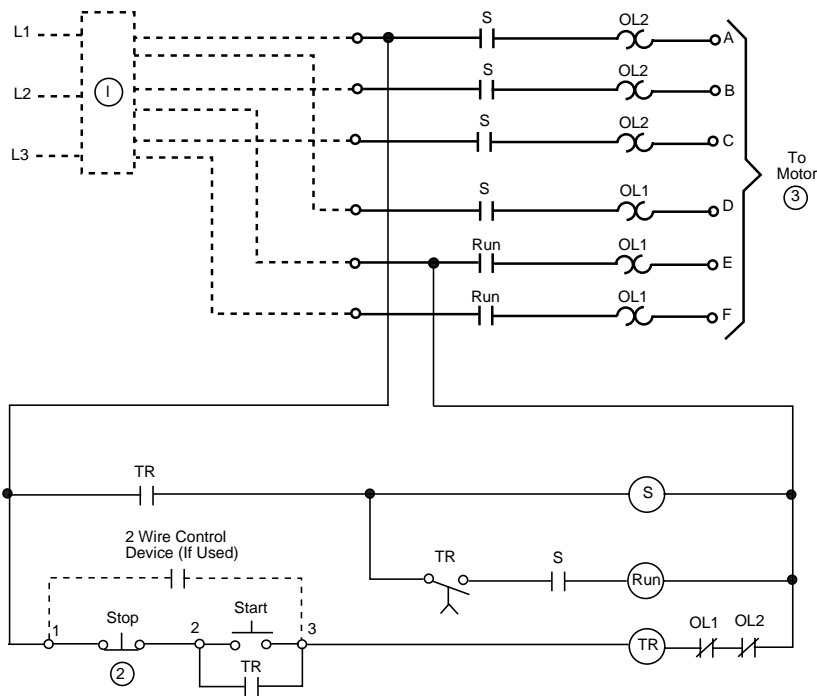 L1
L2
L3
I
S
OL2
A
S
OL2
B
S
OL2
C
S
OL1
D
Run
OL1
E
Run
OL1
F
To
Motor
3
TR
S
2 Wire Control
Device (If Used)
TR
S
Run
1
Stop
2
2
Start
3
TR
TR
OL1
OL2